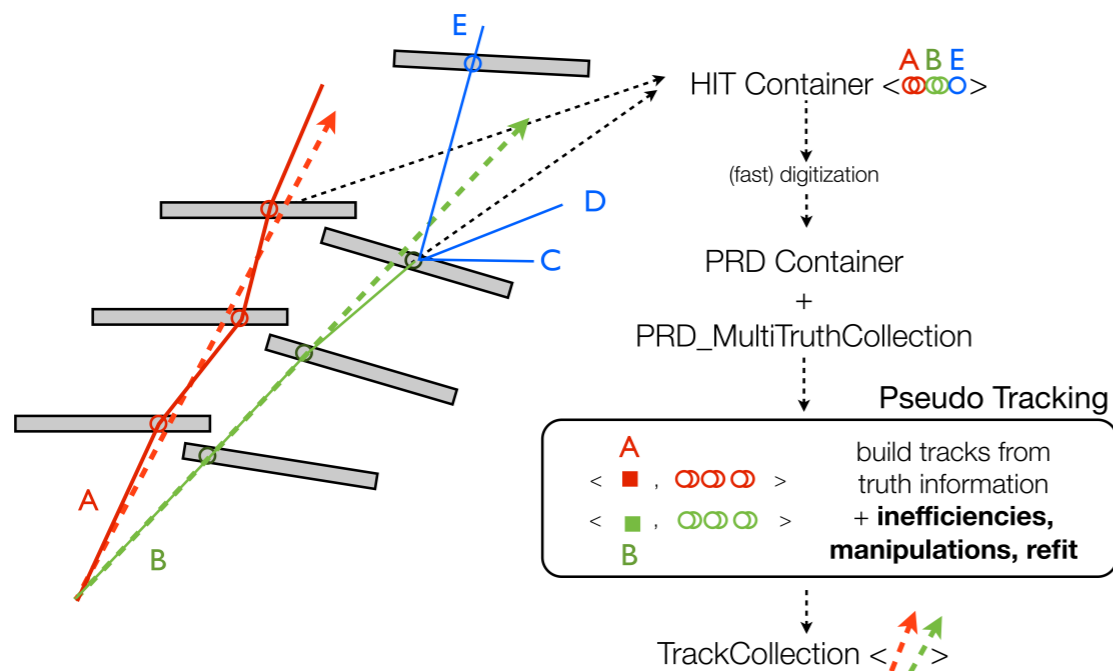 E
A B E
HIT Container < >
(fast) digitization
D
C
PRD Container
+
PRD_MultiTruthCollection
Pseudo Tracking
A
< , >
< , >
B
build tracks from
truth information
+ inefficiencies,
manipulations, refit
A
B
TrackCollection < >